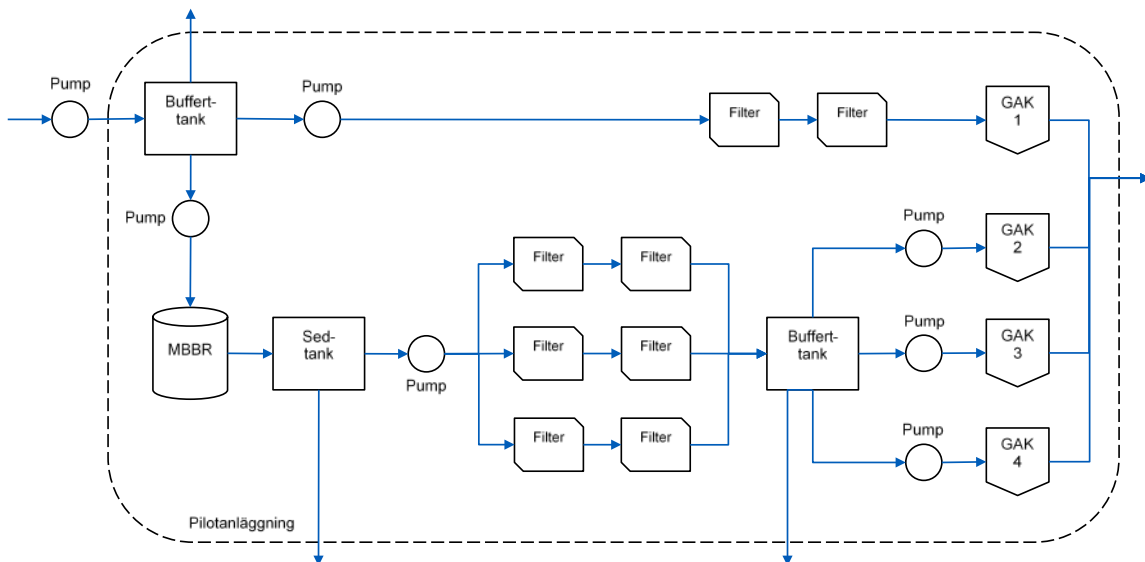 Pump
Buffert-
tank
Pump
Filter
Filter
GAK
1
Pump
Pump
GAK
2
Filter
Filter
MBBR
Sed-
tank
Pump
Filter
Filter
Buffert-
tank
Pump
GAK
3
Filter
Filter
Pump
GAK
4
Pilotanläggning